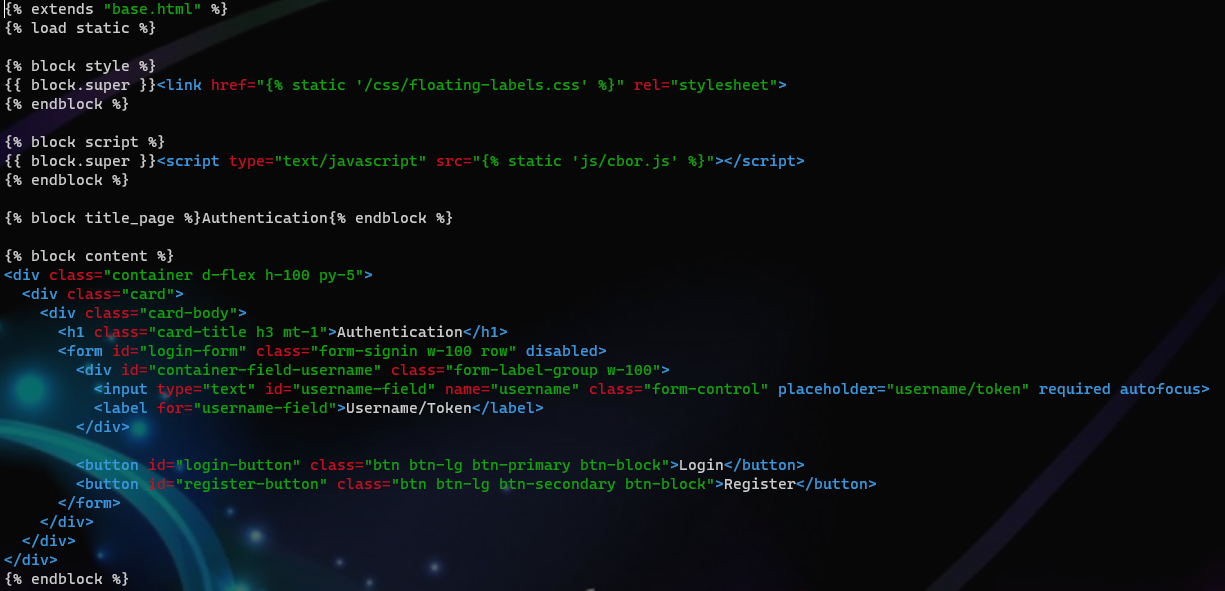 {% extends "base.html" %}
{% load static %}

{% block style %}
{{ block.super }}<link href="{% static '/css/floating-labels.css' %}" rel="stylesheet">
{% endblock %}

{% block script %}
{{ block.super }}<script type="text/javascript" src="{% static 'js/cbor.js' %}"></script>
{% endblock %}

{% block title_page %}Authentication{% endblock %}

{% block content %}
<div class="container d-flex h-100 py-5">
  <div class="card">
    <div class="card-body">
      <h1 class="card-title h3 mt-1">Authentication</h1>
      <form id="login-form" class="form-signin w-100 row" disabled>
        <div id="container-field-username" class="form-label-group w-100">
          <input type="text" id="username-field" name="username" class="form-control" placeholder="username/token" required autofocus>
          <label for="username-field">Username/Token</label>
        </div>

        <button id="login-button" class="btn btn-lg btn-primary btn-block">Login</button>
        <button id="register-button" class="btn btn-lg btn-secondary btn-block">Register</button>
      </form>
    </div>
  </div>
</div>
{% endblock %}